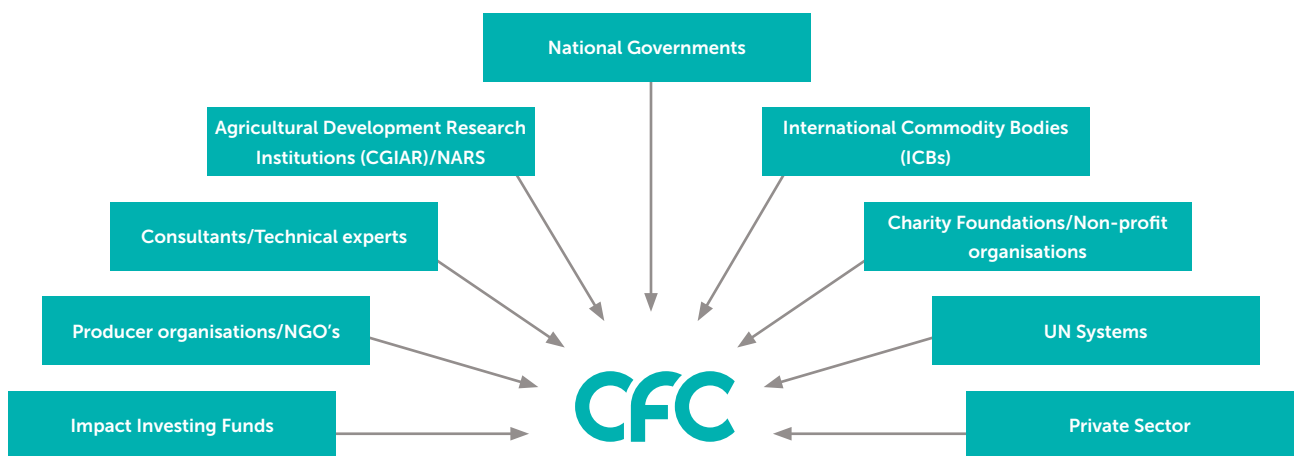 National Governments
Agricultural Development Research
Institutions (CGIAR)/NARS
International Commodity Bodies
(ICBs)
Consultants/Technical experts
Charity Foundations/Non-profit
organisations
Producer organisations/NGO's
UN Systems
Impact Investing Funds
CFC
Private Sector